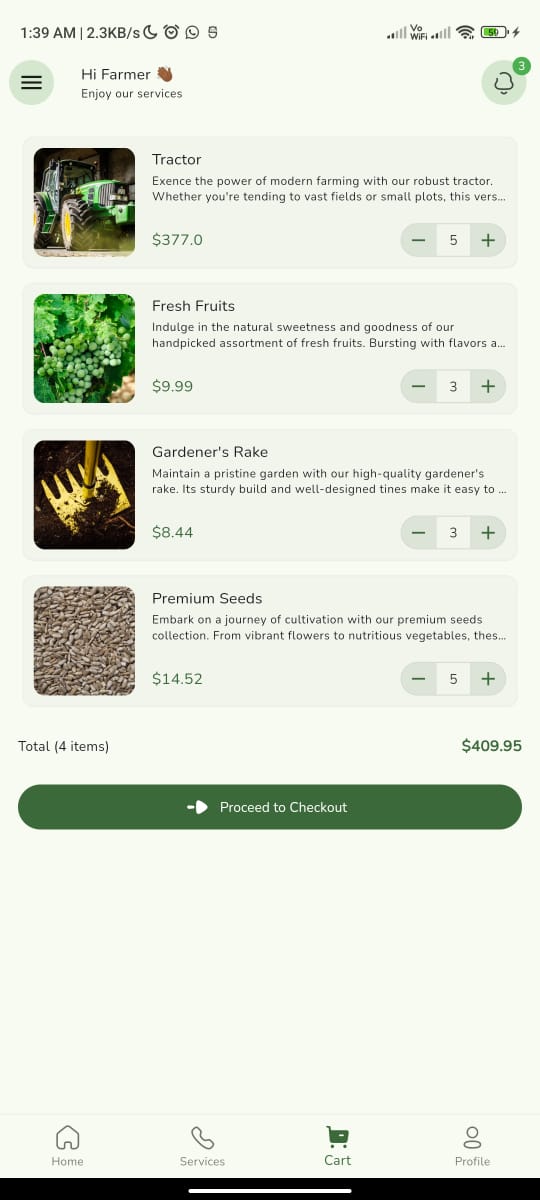 1:39 AM | 2.3KB/s
Vo
WiFi
50
Hi Farmer
Enjoy our services
3
Tractor
Exence the power of modern farming with our robust tractor.
Whether you're tending to vast fields or small plots, this vers...
$377.0
5
Fresh Fruits
Indulge in the natural sweetness and goodness of our
handpicked assortment of fresh fruits. Bursting with flavors a...
$9.99
3
Gardener's Rake
Maintain a pristine garden with our high-quality gardener's
rake. Its sturdy build and well-designed tines make it easy to ...
$8.44
3
Premium Seeds
Embark on a journey of cultivation with our premium seeds
collection. From vibrant flowers to nutritious vegetables, thes...
$14.52
5
Total (4 items)
$409.95
Proceed to Checkout
Home
Services
Cart
Profile